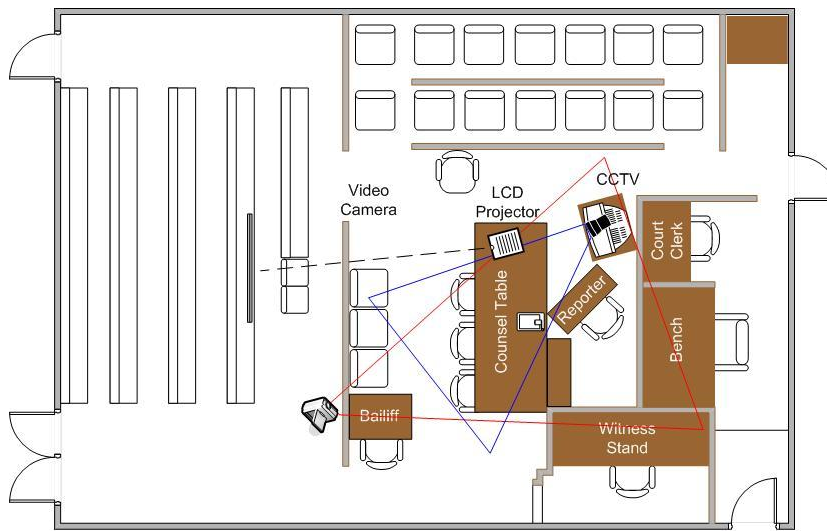 Video
Camera
LCD
Projector
CCTV
Court
Clerk
Counsel Table
Reporter
Bench
Bailiff
Witness
Stand